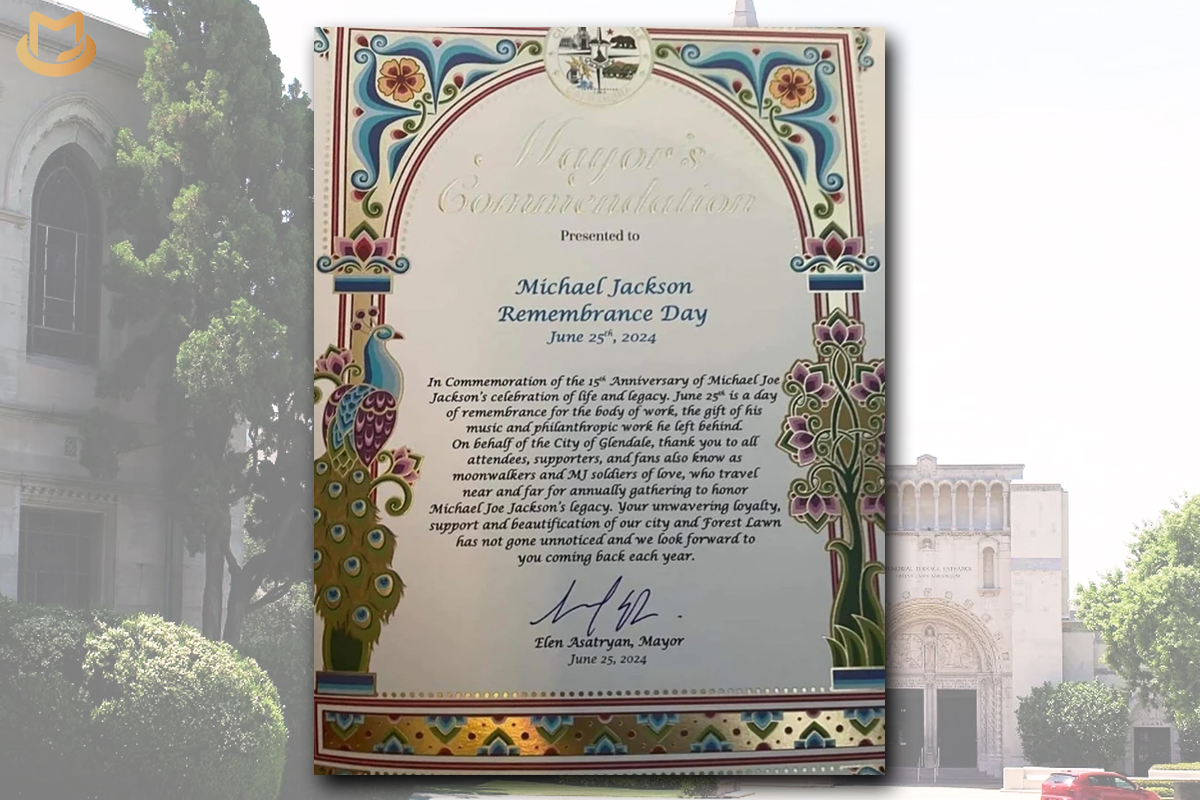 Mayor's
Commendation
Presented to
Michael Jackson
Remembrance Day
June 25th, 2024
In Commemoration of the 15th Anniversary of Michael Joe
Jackson's celebration of life and legacy. June 25th is a day
of remembrance for the body of work, the gift of his
music and philanthropic work he left behind.
On behalf of the City of Glendale, thank you to all
attendees, supporters, and fans also know as
moonwalkers and MJ soldiers of love, who travel
near and far for annually gathering to honor
Michael Joe Jackson's legacy. Your unwavering loyalty,
support and beautification of our city and Forest Lawn
has not gone unnoticed and we look forward to
you coming back each year.
Elen Asatryan, Mayor
June 25, 2024